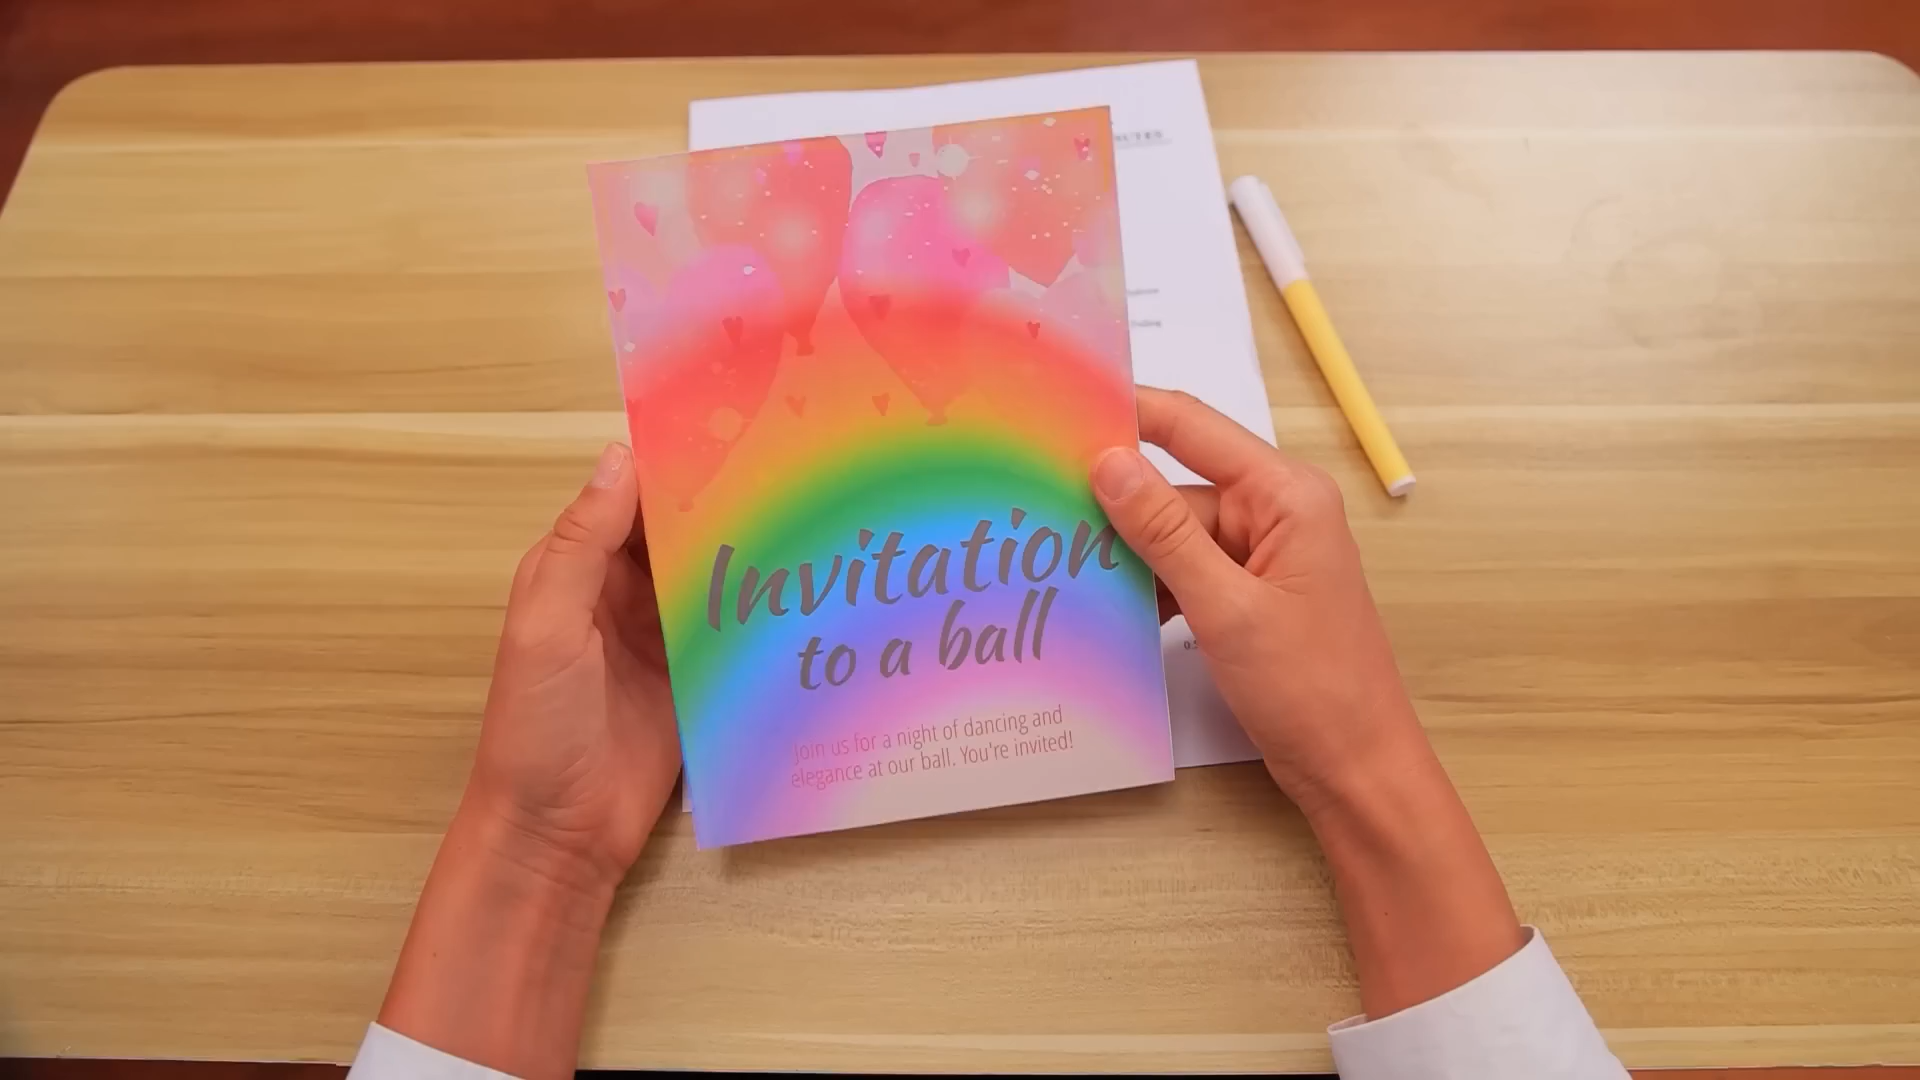 Invitation
to a ball
Join us for a night of dancing and
elegance at our ball. You're invited!